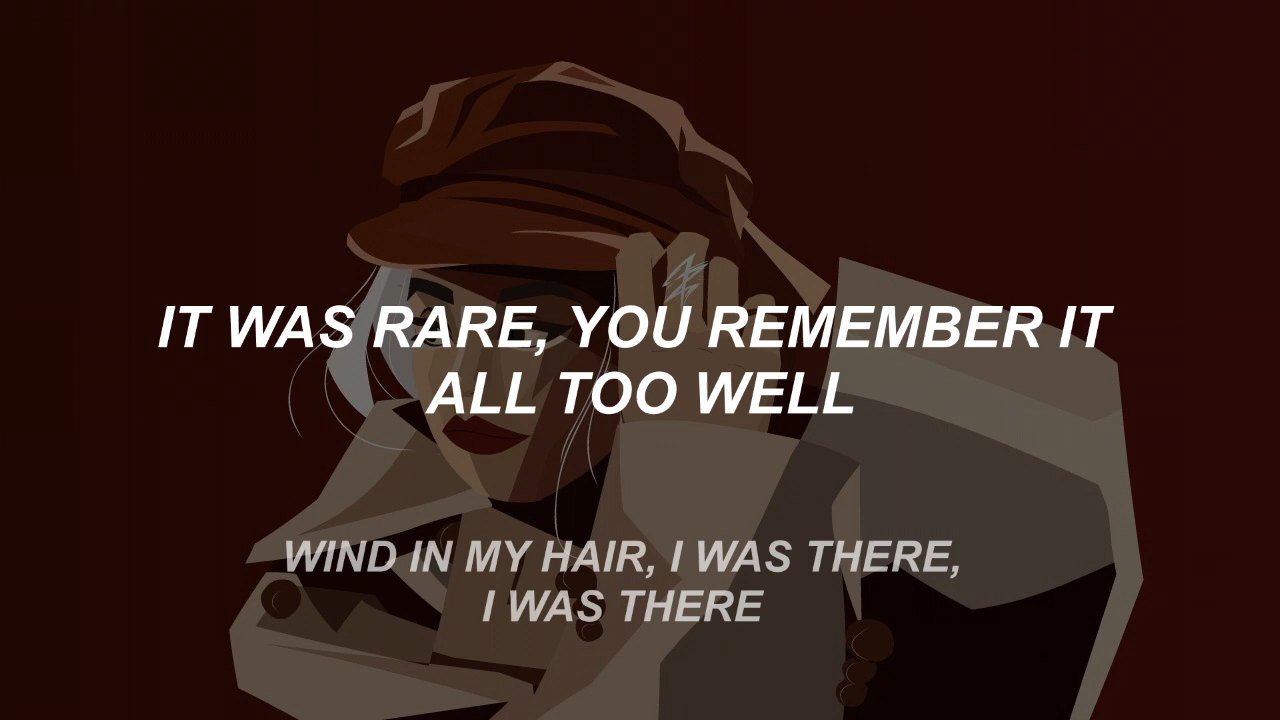 IT WAS RARE, YOU REMEMBER IT
ALL TOO WELL
WIND IN MY HAIR, I WAS THERE,
I WAS THERE